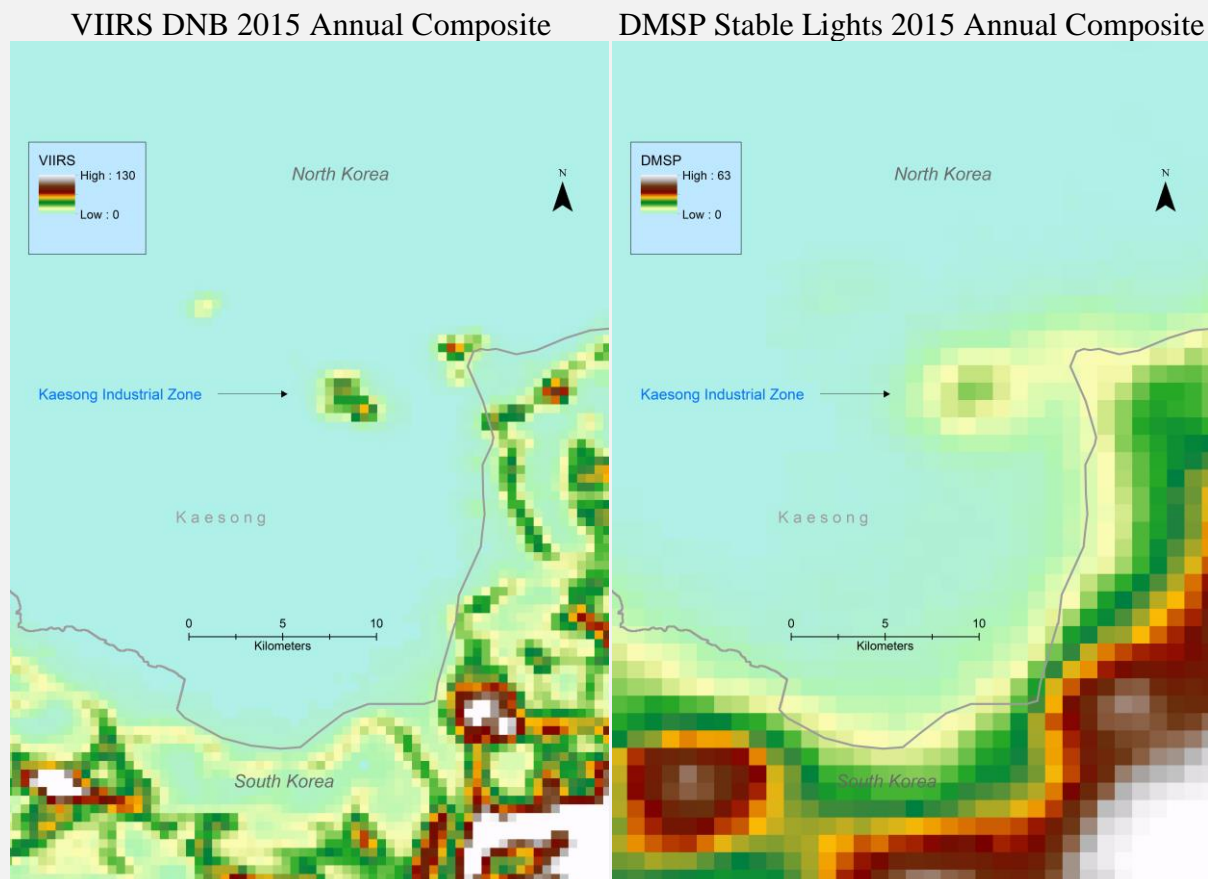 VIIRS DNB 2015 Annual Composite
VIIRS
High : 130
Low : 0
North Korea
N
Kaesong Industrial Zone
Kaesong
0 5 10
Kilometers
South Korea
DMSP Stable Lights 2015 Annual Composite
DMSP
High : 63
Low : 0
North Korea
N
Kaesong Industrial Zone
Kaesong
0 5 10
Kilometers
South Korea